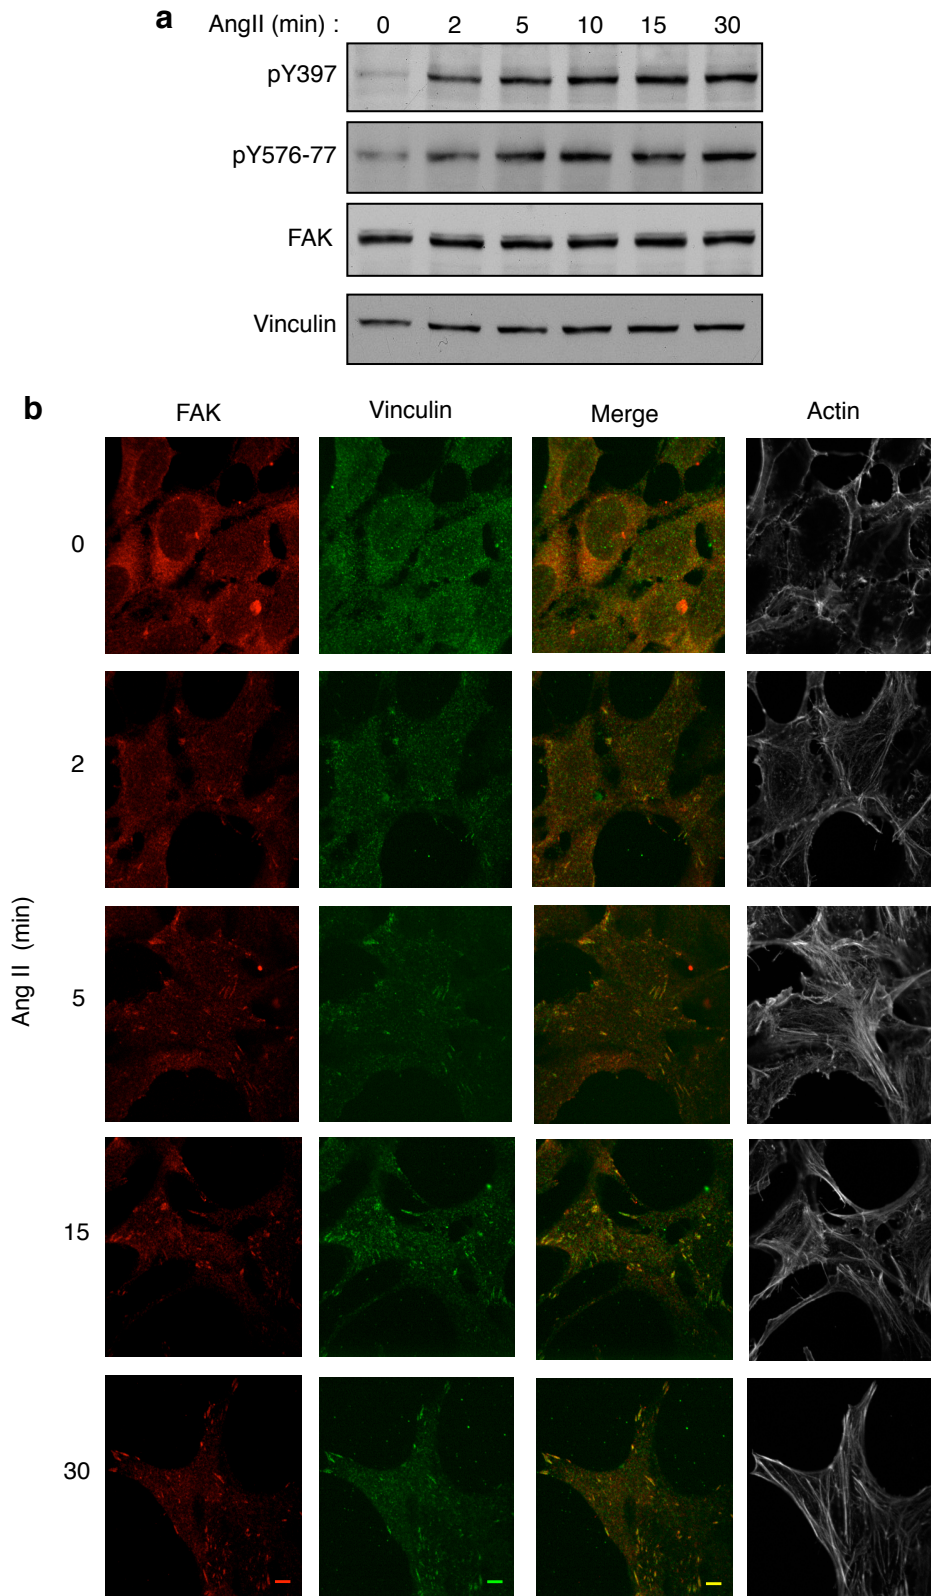 a AngII (min) : 0 2 5 10 15 30
pY397
pY576-77
FAK
Vinculin
b FAK Vinculin Merge Actin
0
2
Ang II (min)
5
15
30